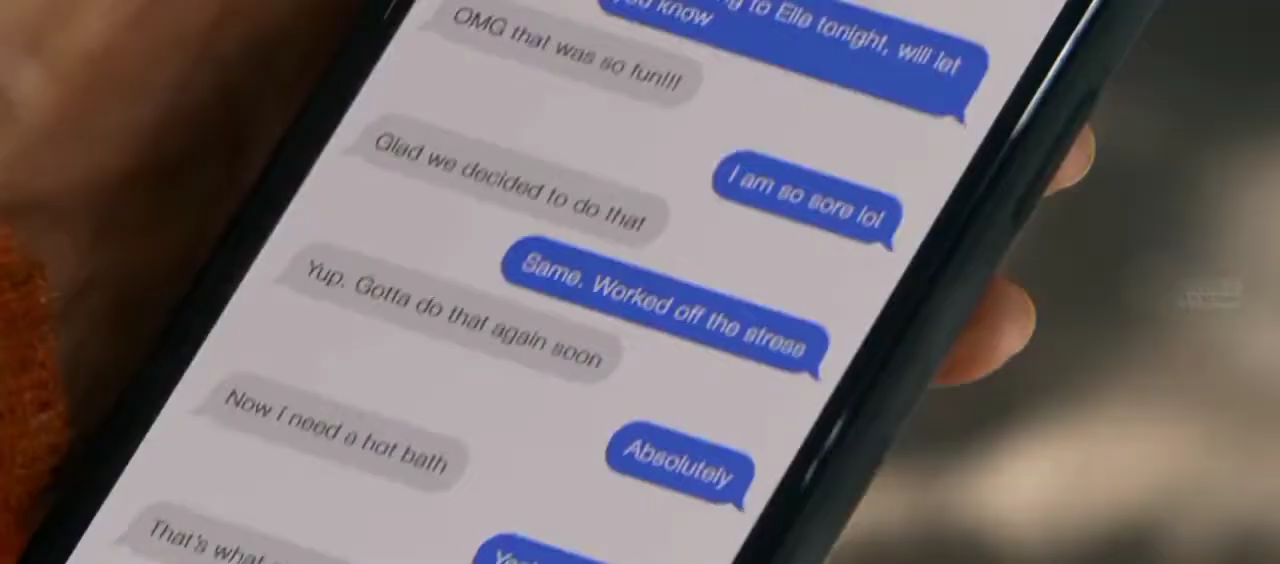 to Ella tonight, will let
you know
OMG that was so fun!!!
I am so sore lol
Glad we decided to do that
Same. Worked off the stress
Yup. Gotta do that again soon
Absolutely
Now I need a hot bath
That's what